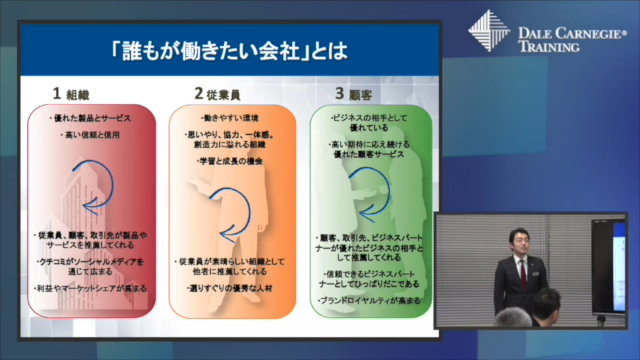 「誰もが働きたい会社」とは
DALE CARNEGIE®
TRAINING
1 組織
・優れた製品とサービス
・高い信頼と信用
・従業員、顧客、取引先が製品や
サービスを推薦してくれる
・クチコミがソーシャルメディアを
通じて広まる
・利益やマーケットシェアが高まる
2 従業員
・働きやすい環境
・思いやり、協力、一体感。
創造力に溢れる組織
・学習と成長の機会
・従業員が素晴らしい組織として
他者に推薦してくれる
・選りすぐりの優秀な人材
3 顧客
・ビジネスの相手として
優れている
・高い期待に応え続ける
優れた顧客サービス
・顧客、取引先、ビジネスパート
ナーが優れたビジネスの相手と
して推薦してくれる
・信頼できるビジネスパート
ナーとしてひっぱりだこである
・ブランドロイヤルティが高まる